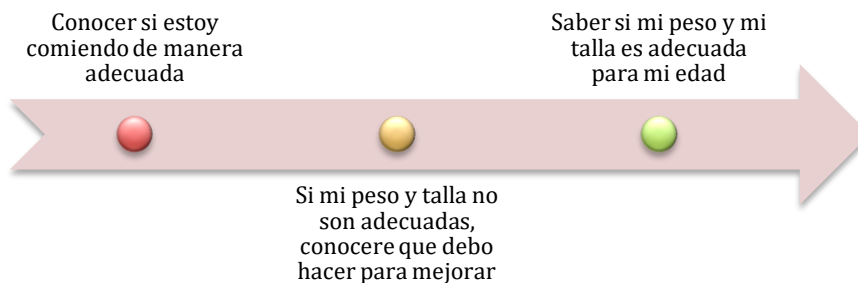 Conocer si estoy
comiendo de manera
adecuada
Si mi peso y talla no
son adecuadas,
conocere que debo
hacer para mejorar
Saber si mi peso y mi
talla es adecuada
para mi edad